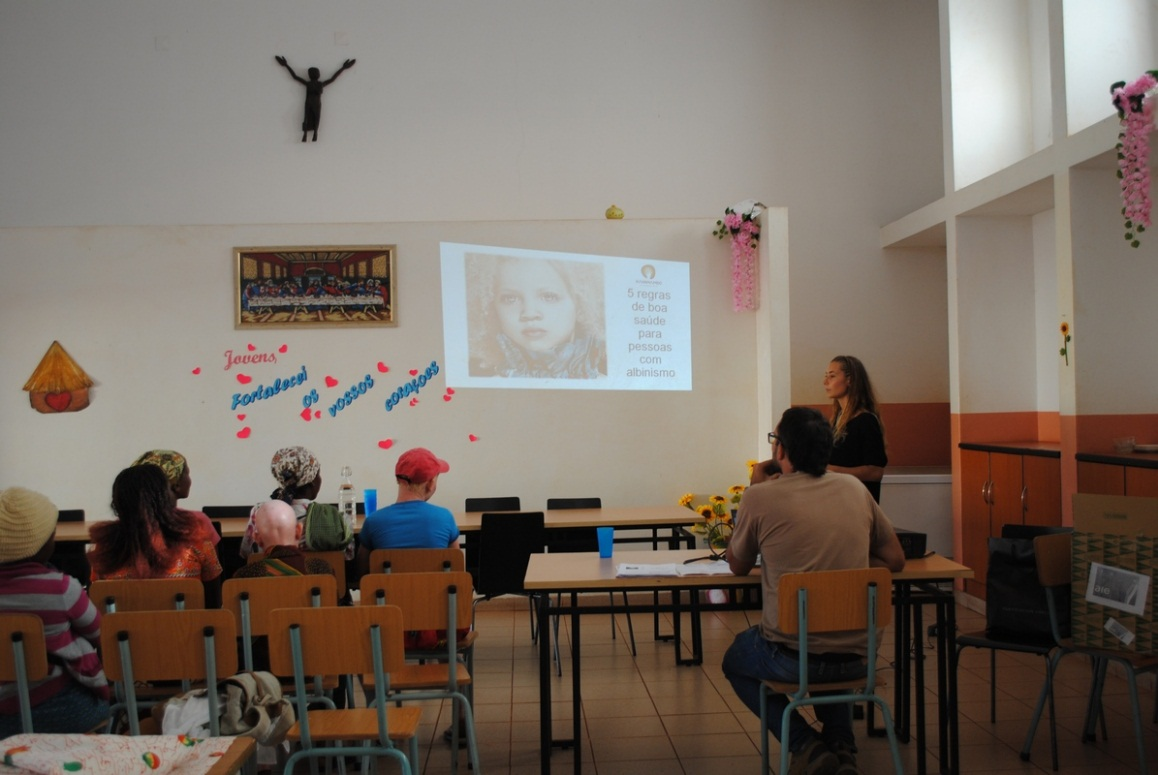 5 regras
de boa
saúde
para
pessoas
com
albinismo
Jovens,
Fortalecei
os
vossos
corações